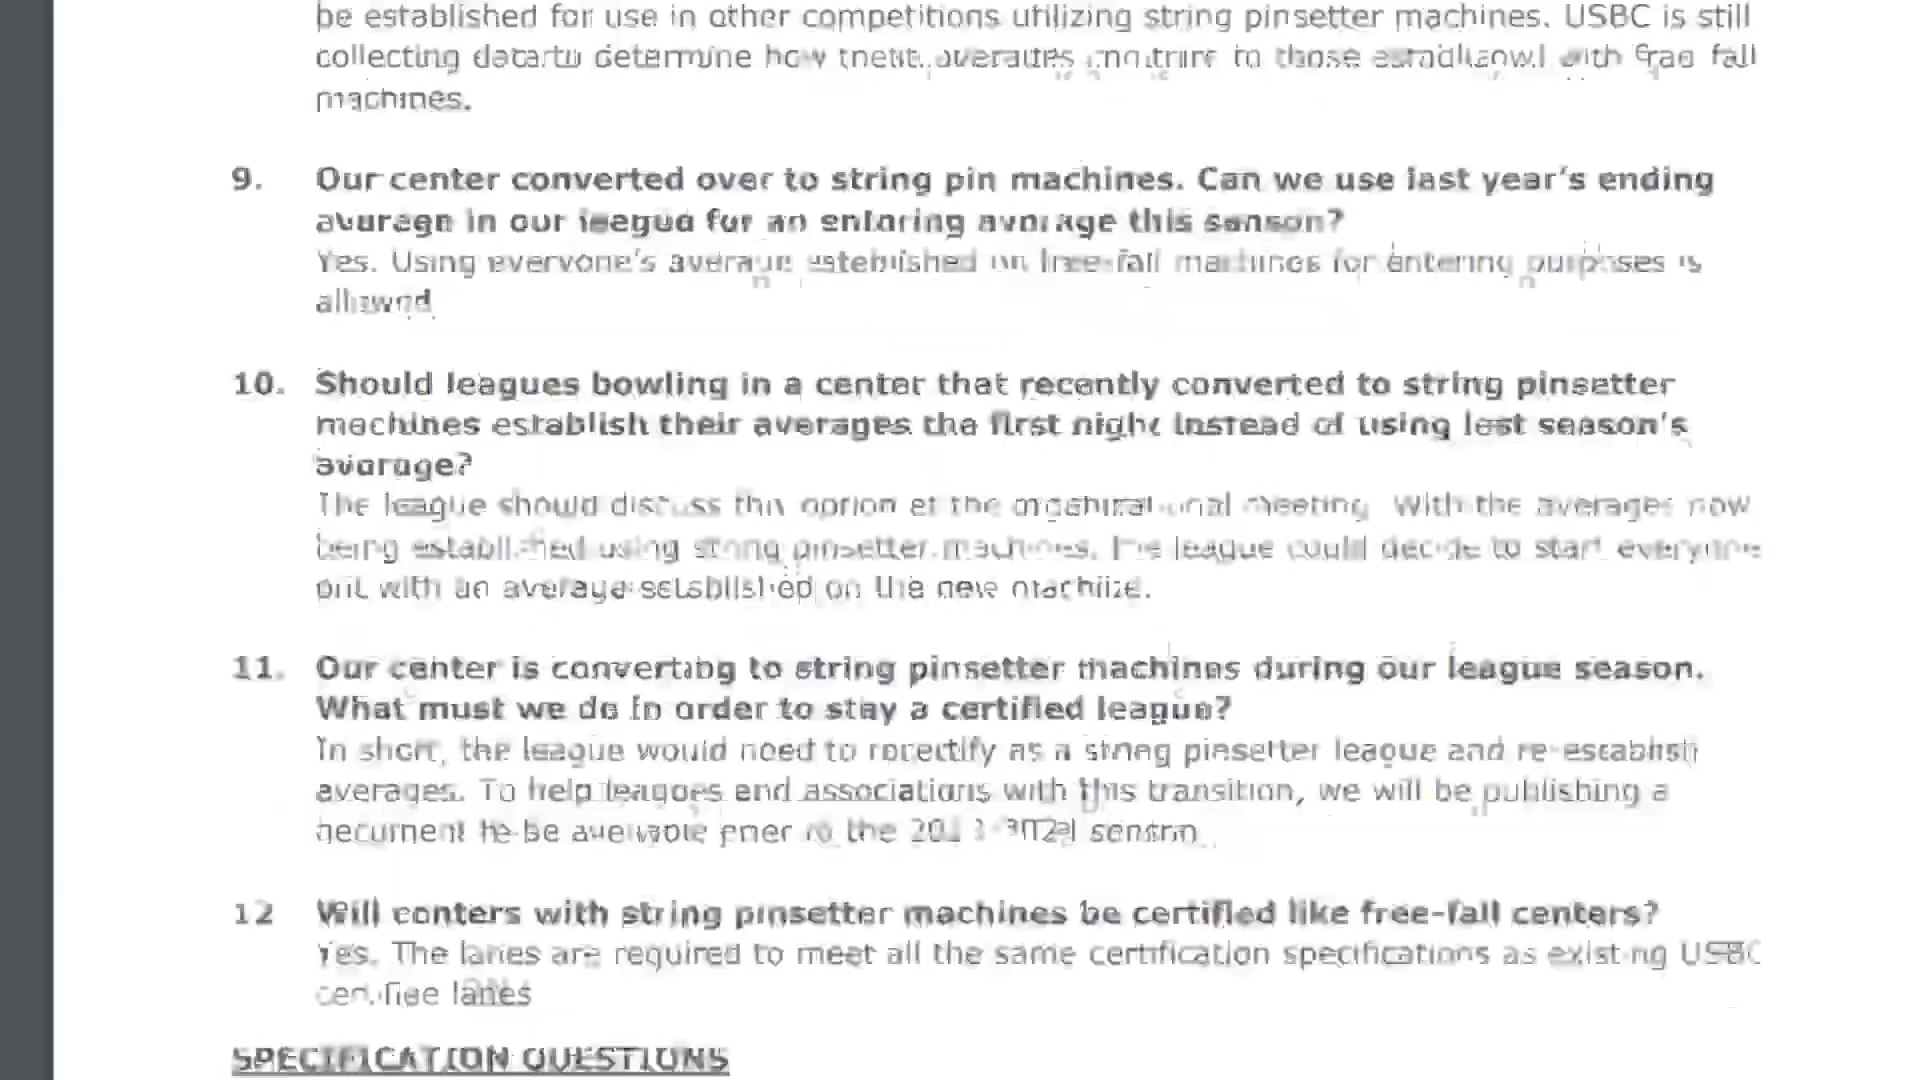 be established for use in other competitions utilizing string pinsetter machines. USBC is still
collecting data to determine how to those with free fall
machines.
9. Our center converted over to string pin machines. Can we use last year's ending
average in our league for an entering average this season?
Yes. Using everyone's average established on free-fall machines for entering purposes is
allowed
10. Should leagues bowling in a center that recently converted to string pinsetter
machines establish their averages the first night instead of using last season's
average?
The league should discuss this option at the organizational meeting. With the averages now
being established using string pinsetter machines, the league could decide to start everyone
out with an average established on the new machine.
11. Our center is converting to string pinsetter machines during our league season.
What must we do in order to stay a certified league?
In short, the league would need to recertify as a string pinsetter league and re-establish
averages. To help leagues and associations with this transition, we will be publishing a
document to be available prior to the season
12 Will centers with string pinsetter machines be certified like free-fall centers?
Yes. The lanes are required to meet all the same certification specifications as existing USBC
certified lanes
SPECIFICATION QUESTIONS